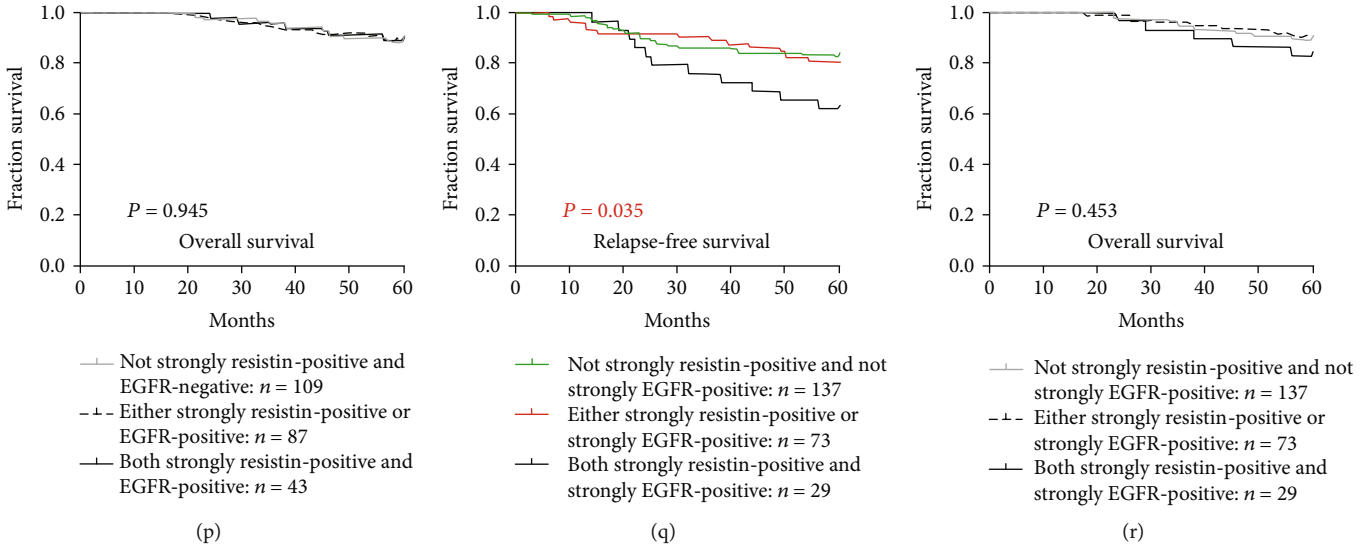 Fraction survival
1.0
0.8
0.6
0.4
0.2
0.0
P = 0.945
Overall survival
0 10 20 30 40 50 60
Months
Not strongly resistin-positive and
EGFR-negative: n = 109
Either strongly resistin-positive or
EGFR-positive: n = 87
Both strongly resistin-positive and
EGFR-positive: n = 43
(p)
Fraction survival
1.0
0.8
0.6
0.4
0.2
0.0
P = 0.035
Relapse-free survival
0 10 20 30 40 50 60
Months
Not strongly resistin-positive and not
strongly EGFR-positive: n = 137
Either strongly resistin-positive or
strongly EGFR-positive: n = 73
Both strongly resistin-positive and
strongly EGFR-positive: n = 29
(q)
Fraction survival
1.0
0.8
0.6
0.4
0.2
0.0
P = 0.453
Overall survival
0 10 20 30 40 50 60
Months
Not strongly resistin-positive and not
strongly EGFR-positive: n = 137
Either strongly resistin-positive or
strongly EGFR-positive: n = 73
Both strongly resistin-positive and
strongly EGFR-positive: n = 29
(r)